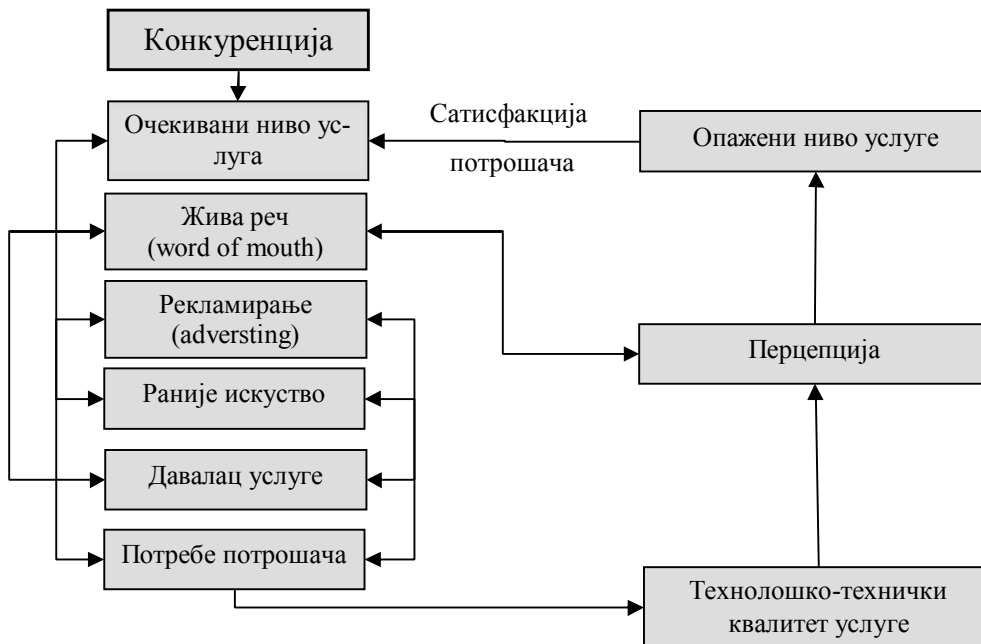 Конкуренција
Очекивани ниво ус-
луга
Сатисфакција
потрошача
Опажени ниво услуге
Жива реч
(word of mouth)
Рекламирање
(adversting)
Перцепција
Раније искуство
Давалац услуге
Потребе потрошача
Технолошко-технички
квалитет услуге